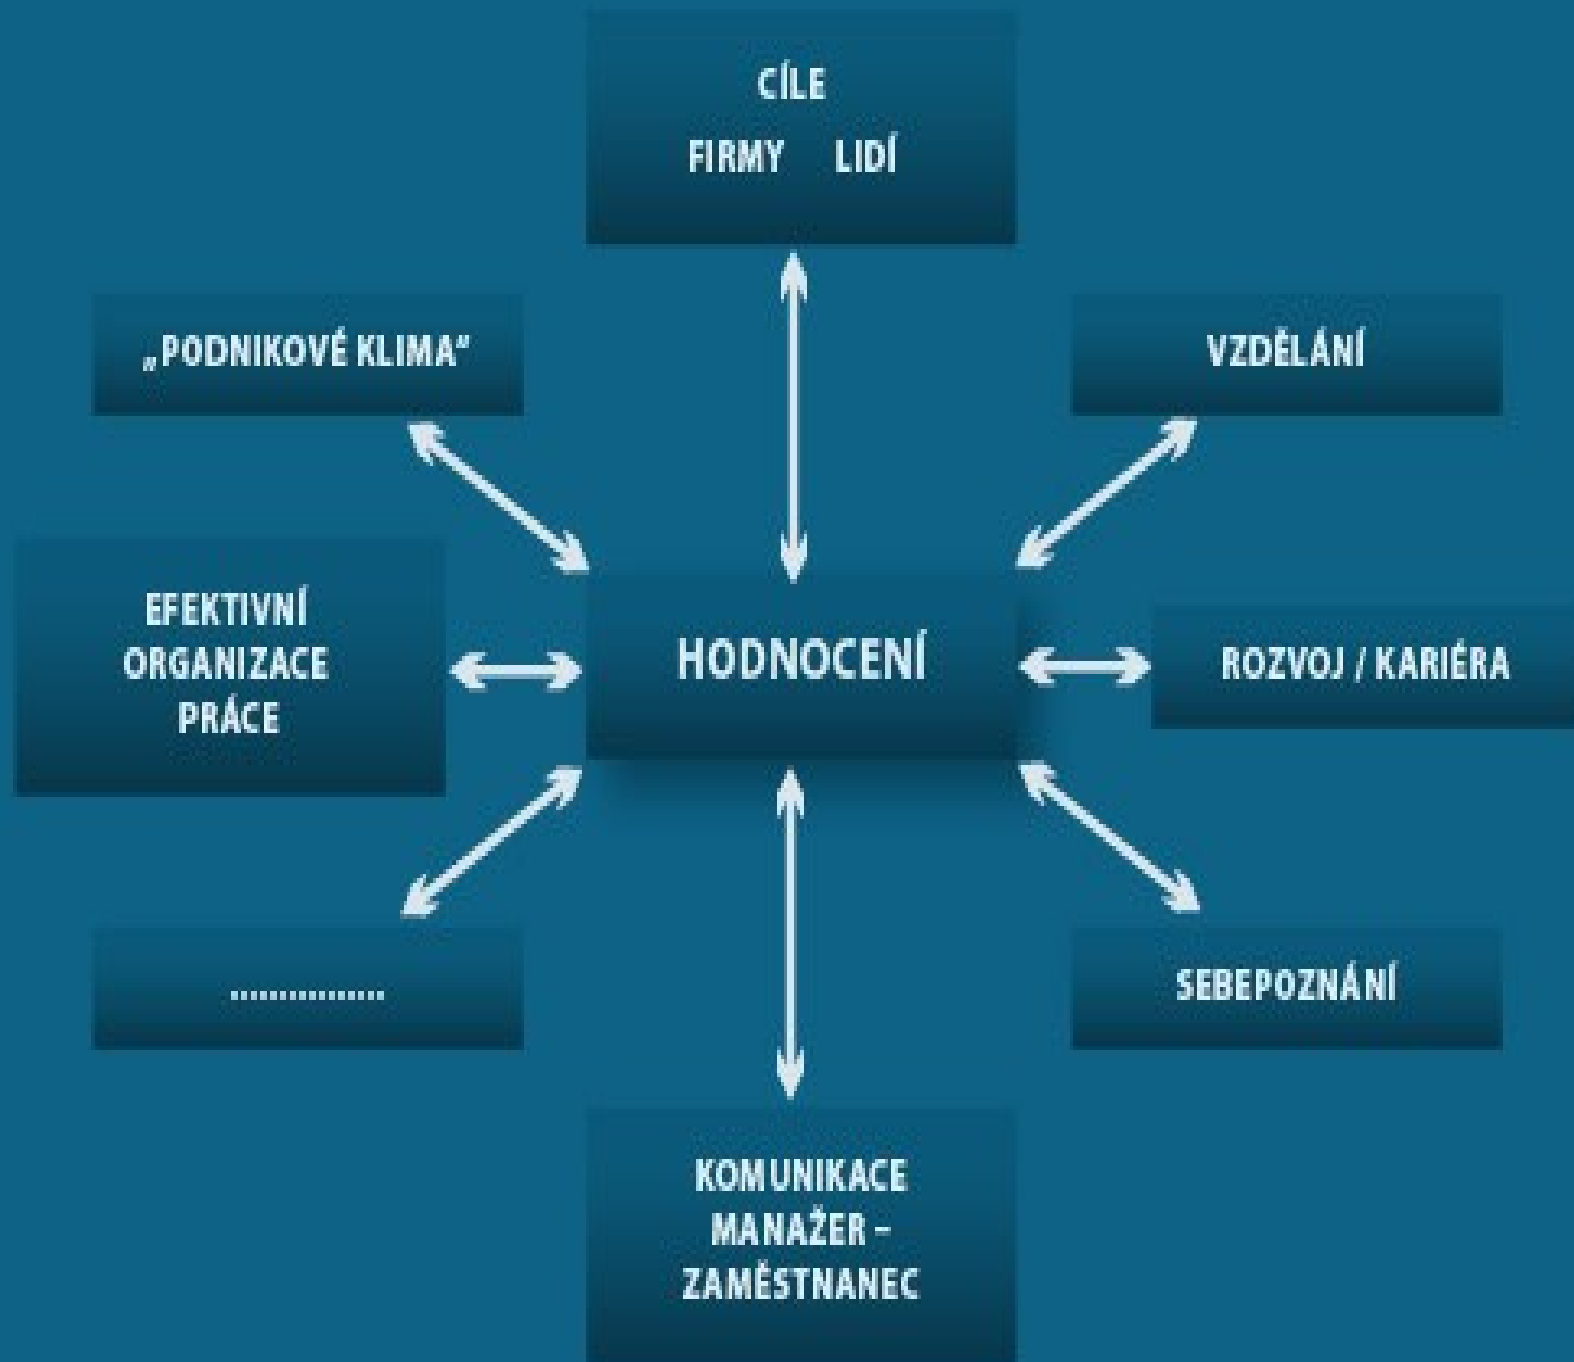 CÍLE
FIRMY LIDÍ
„PODNIKOVÉ KLIMA“
VZDĚLÁNÍ
EFEKTIVNÍ
ORGANIZACE
PRÁCE
HODNOCENÍ
ROZVOJ / KARIÉRA
................
SEBEPOZNÁNÍ
KOMUNIKACE
MANAŽER –
ZAMĚSTNANEC